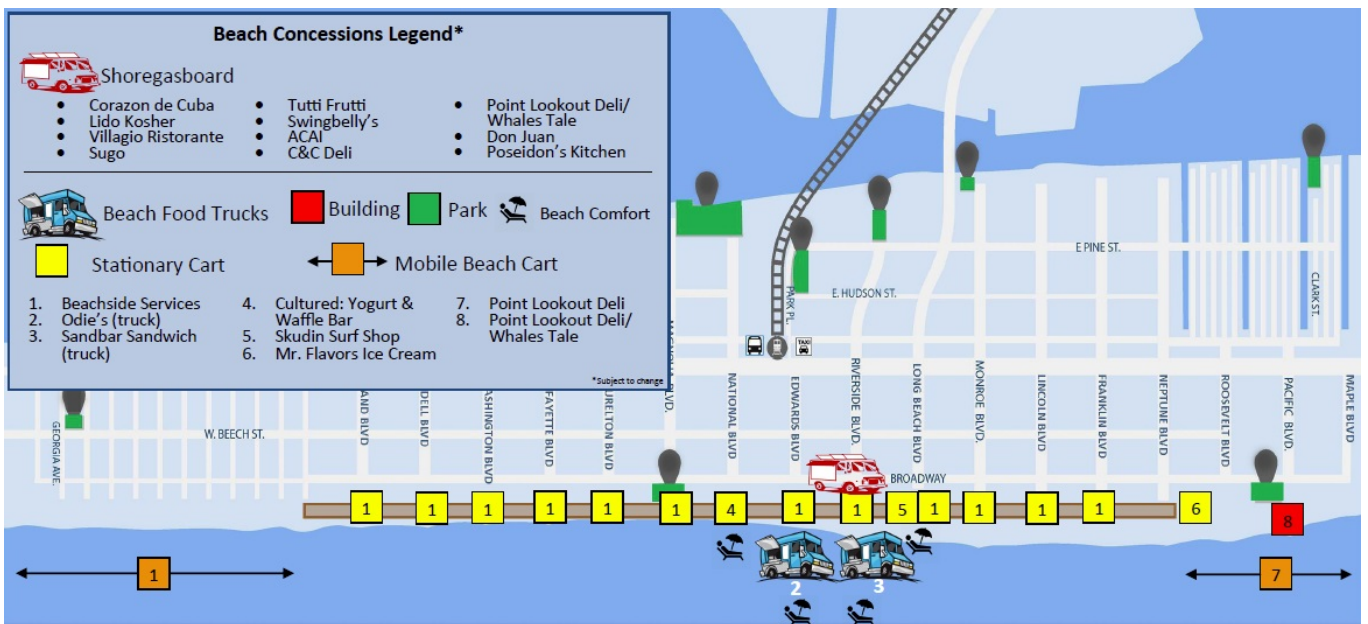 Beach Concessions Legend*
Shoregasboard
• Corazon de Cuba
• Lido Kosher
• Villagio Ristorante
• Sugo
• Tutti Frutti
• Swingbelly's
• ACAI
• C&C Deli
• Point Lookout Deli/
Whales Tale
• Don Juan
• Poseidon's Kitchen
Beach Food Trucks
Building
Park
Beach Comfort
Stationary Cart
Mobile Beach Cart
1. Beachside Services
2. Odie's (truck)
3. Sandbar Sandwich
(truck)
4. Cultured: Yogurt &
Waffle Bar
5. Skudin Surf Shop
6. Mr. Flavors Ice Cream
7. Point Lookout Deli
8. Point Lookout Deli/
Whales Tale
*Subject to change
E PINE ST.
E. HUDSON ST.
PARK PL.
CLARK ST.
TAXI
GEORGIA AVE.
W. BEECH ST.
AND BLVD
DELL BLVD
ASHINGTON BLVD
FAYETTE BLVD
URELTON BLVD
NATIONAL BLVD
EDWARDS BLVD
RIVERSIDE BLVD.
LONG BEACH BLVD
MONROE BLVD.
LINCOLN BLVD
FRANKLIN BLVD
NEPTUNE BLVD
ROOSEVELT BLVD
PACIFIC BLVD.
MAPLE BLVD
BROADWAY
1 1 1 1 1 1 4 1 1 5 1 1 1 1 6 8
2 3
1 7